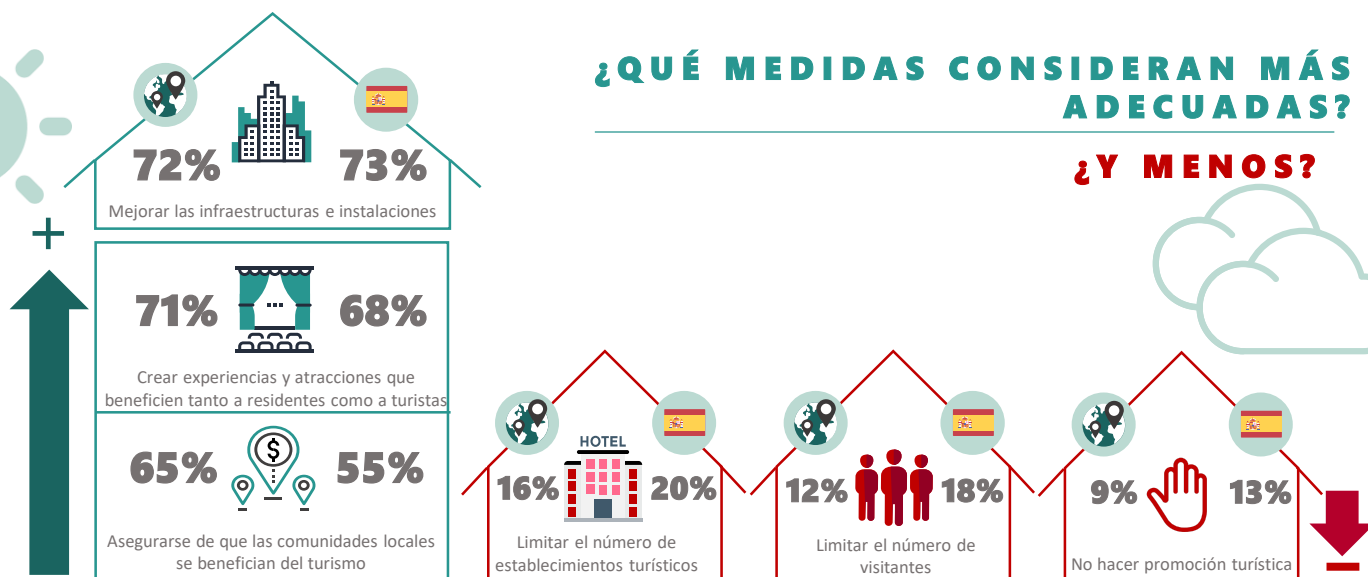 ¿QUÉ MEDIDAS CONSIDERAN MÁS
ADECUADAS?
¿Y MENOS?
72%
73%
Mejorar las infraestructuras e instalaciones
+
71%
68%
Crear experiencias y atracciones que
benefician tanto a residentes como a turistas
65%
$
55%
Asegurarse de que las comunidades locales
se benefician del turismo
HOTEL
16%
20%
Limitar el número de
establecimientos turísticos
12%
18%
Limitar el número de
visitantes
9%
13%
No hacer promoción turística